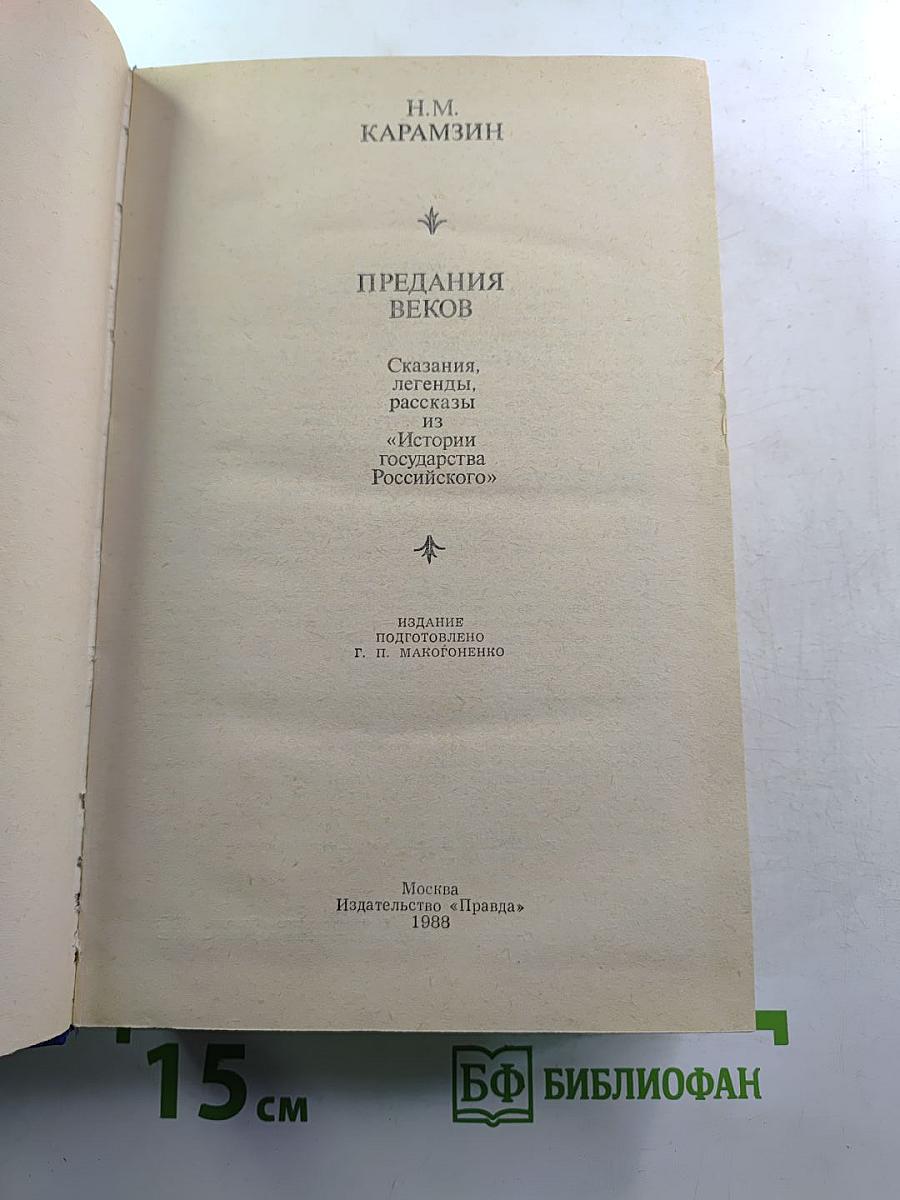 Н.М.
КАРАМЗИН
ПРЕДАНИЯ
ВЕКОВ
Сказания,
легенды,
рассказы
из
«Истории
государства
Российского»
ИЗДАНИЕ
ПОДГОТОВЛЕНО
Г. П. МАКОГОНЕНКО
Москва
Издательство «Правда»
1988
15 см
БФ БИБЛИОФАН